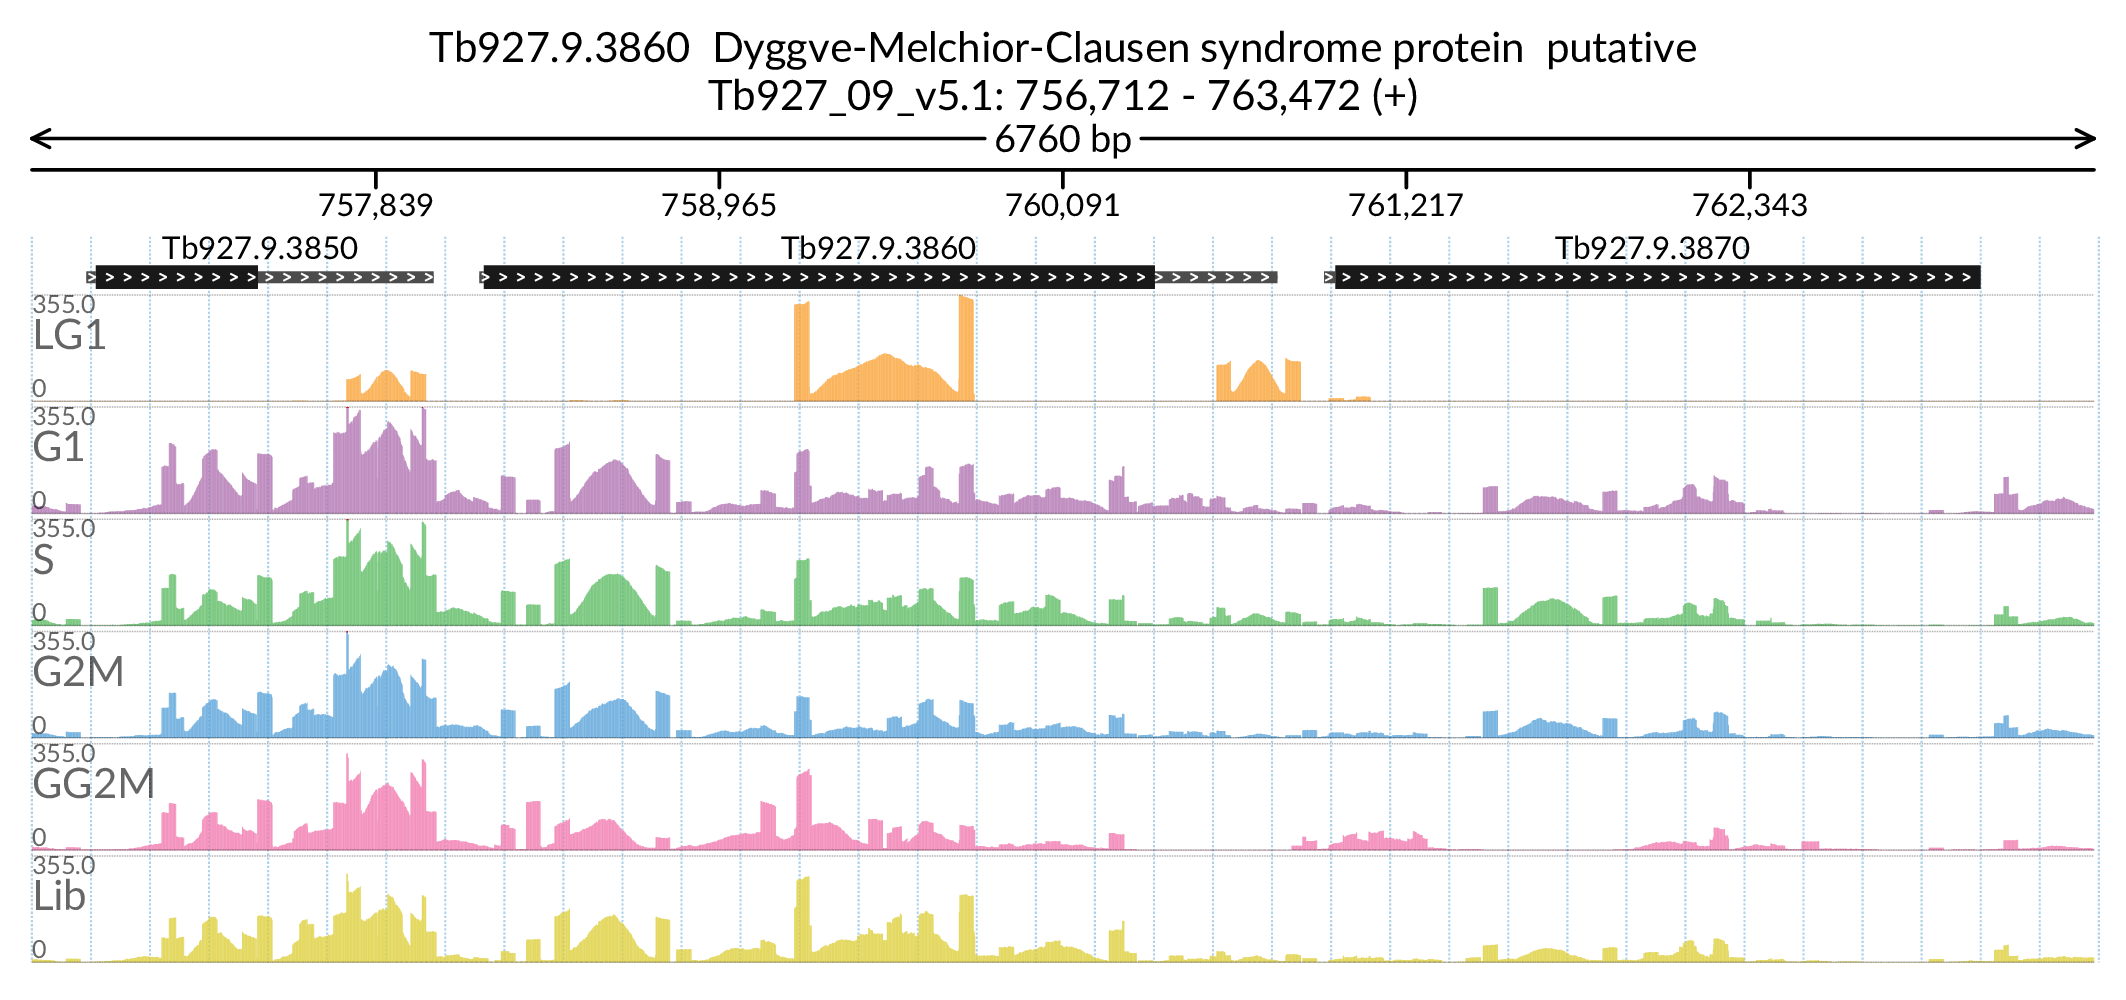 Tb927.9.3860  Dyggve-Melchior-Clausen syndrome protein  putative
Tb927_09_v5.1: 756,712 - 763,472 (+)
6760 bp
757,839 758,965 760,091 761,217 762,343
Tb927.9.3850 Tb927.9.3860 Tb927.9.3870
355.0
LG1
0
355.0
G1
0
355.0
S
0
355.0
G2M
0
355.0
GG2M
0
355.0
Lib
0